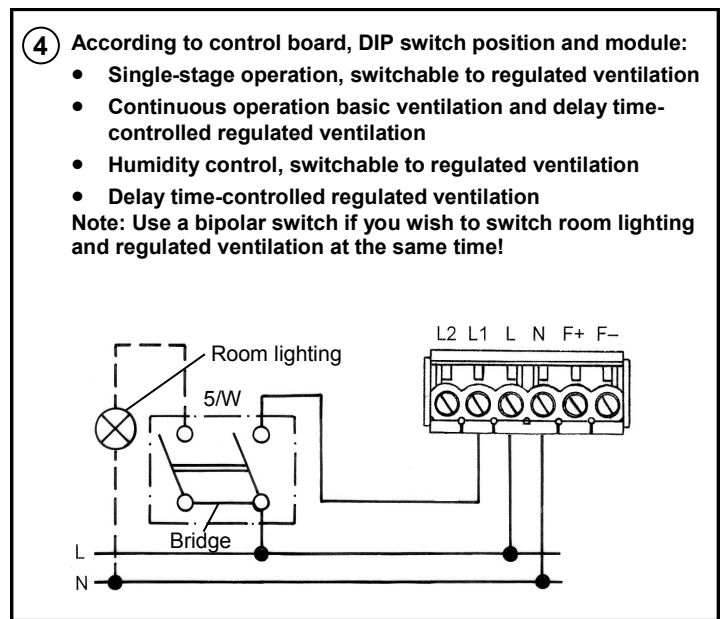 4 According to control board, DIP switch position and module:
• Single-stage operation, switchable to regulated ventilation
• Continuous operation basic ventilation and delay time-
controlled regulated ventilation
• Humidity control, switchable to regulated ventilation
• Delay time-controlled regulated ventilation
Note: Use a bipolar switch if you wish to switch room lighting
and regulated ventilation at the same time!
L2 L1 L N F+ F–
Room lighting
5/W
Bridge
L
N